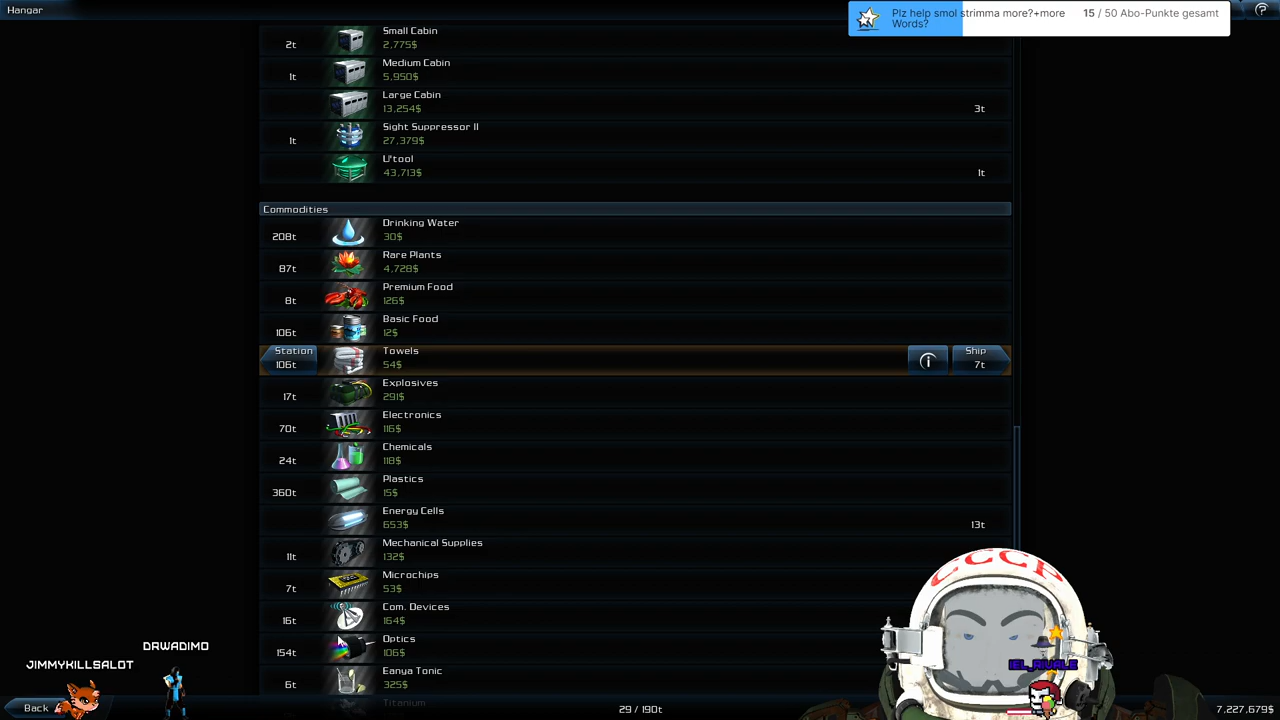 Hangar
Plz help smol strimma more?+more
Words?
15 / 50 Abo-Punkte gesamt
Small Cabin
2t 2,775$
Medium Cabin
1t 5,950$
Large Cabin
13,254$ 3t
Sight Suppressor II
1t 27,379$
U'tool
43,713$ 1t
Commodities
Drinking Water
208t 30$
Rare Plants
87t 4,728$
Premium Food
8t 126$
Basic Food
106t 12$
Station Towels Ship
106t 54$ 7t
Explosives
17t 291$
Electronics
70t 116$
Chemicals
24t 118$
Plastics
360t 15$
Energy Cells
653$ 13t
Mechanical Supplies
11t 132$
Microchips
7t 53$
Com. Devices
16t 164$
Optics
154t 106$
Eanya Tonic
6t 325$
Titanium
CCCP
DRWADIMO
JIMMYKILLSALOT
IEL_RIVALE
Back
29 / 190t
7.227,679$